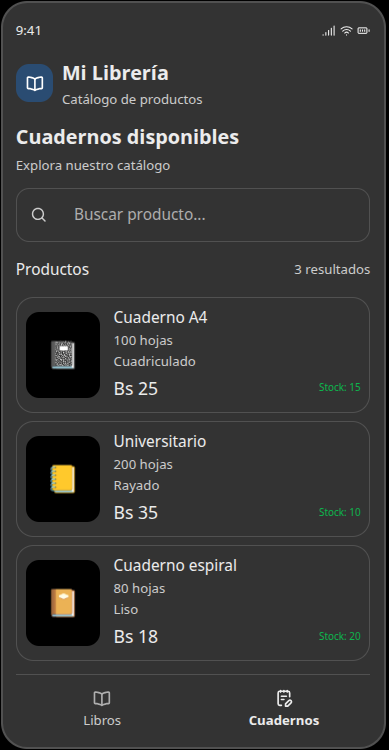 9:41
Mi Librería
Catálogo de productos
Cuadernos disponibles
Explora nuestro catálogo
Buscar producto...
Productos
3 resultados
Cuaderno A4
100 hojas
Cuadriculado
Bs 25
Stock: 15
Universitario
200 hojas
Rayado
Bs 35
Stock: 10
Cuaderno espiral
80 hojas
Liso
Bs 18
Stock: 20
Libros
Cuadernos